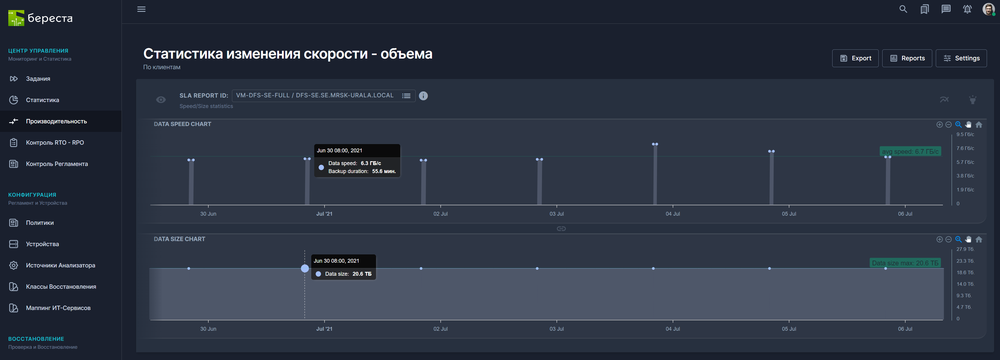 береста
ЦЕНТР УПРАВЛЕНИЯ
Мониторинг и Статистика
Задания
Статистика
Производительность
Контроль RTO - RPO
Контроль Регламента
КОНФИГУРАЦИЯ
Регламент и Устройства
Политики
Устройства
Источники Анализатора
Классы Восстановления
Маппинг ИТ-Сервисов
ВОССТАНОВЛЕНИЕ
Проверка и Восстановление
Статистика изменения скорости - объема
По клиентам
Export
Reports
Settings
SLA REPORT ID: VM-DFS-SE-FULL / DFS-SE.SE.MRSK-URALA.LOCAL
Speed/Size statistics
DATA SPEED CHART
9.5 Гб/с
7.6 Гб/с
5.7 Гб/с
3.8 Гб/с
1.9 Гб/с
0
avg speed: 6.7 ГБ/с
Jun 30 08:00, 2021
Data speed: 6.3 ГБ/с
Backup duration: 55.6 мин.
30 Jun
Jul '21
02 Jul
03 Jul
04 Jul
05 Jul
06 Jul
DATA SIZE CHART
27.9 Тб.
23.3 Тб.
18.6 Тб.
14.0 Тб.
9.3 Тб.
4.7 Тб.
0
Data size max: 20.6 ТБ
Jun 30 08:00, 2021
Data size: 20.6 ТБ
30 Jun
Jul '21
02 Jul
03 Jul
04 Jul
05 Jul
06 Jul